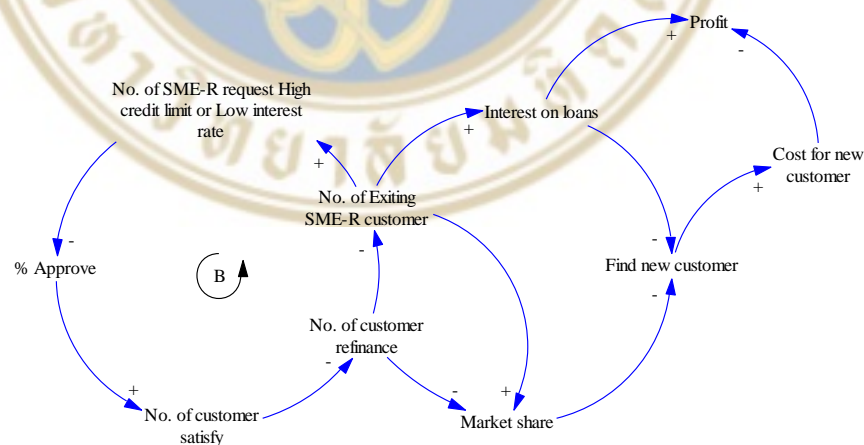 Profit
+
-
No. of SME-R request High
credit limit or Low interest
rate
Interest on loans
+
+
Cost for new
customer
+
No. of Exiting
SME-R customer
-
-
-
% Approve
B
Find new customer
-
No. of customer
refinance
-
-
+
+
No. of customer
satisfy
Market share